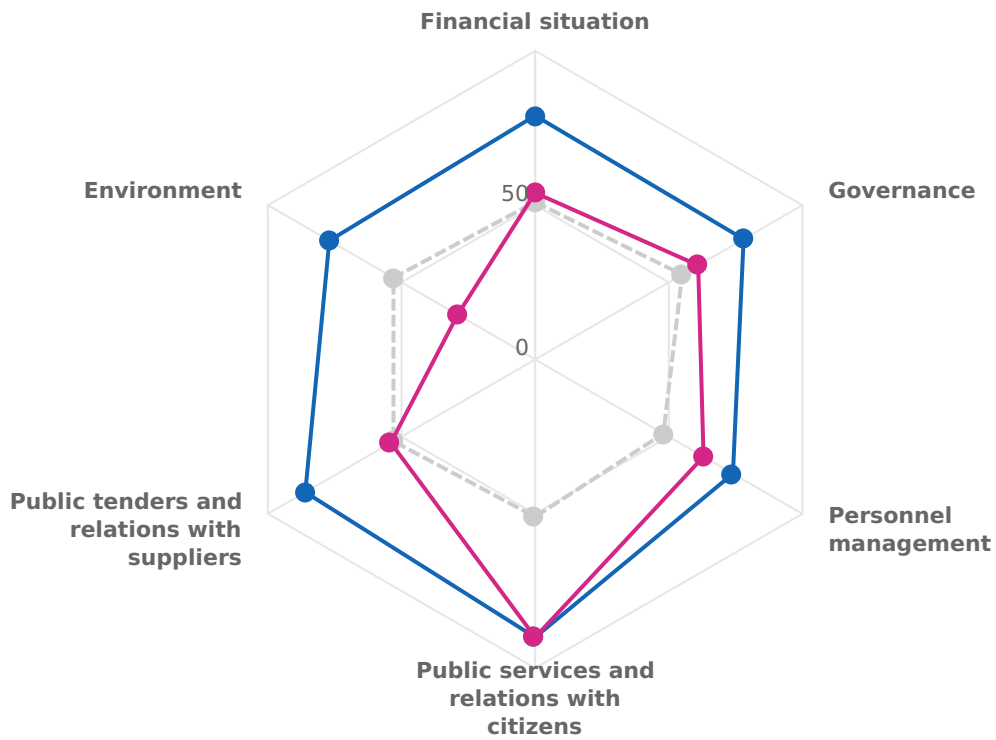 Financial situation
Environment
Governance
50
0
Public tenders and
relations with
suppliers
Personnel
management
Public services and
relations with
citizens